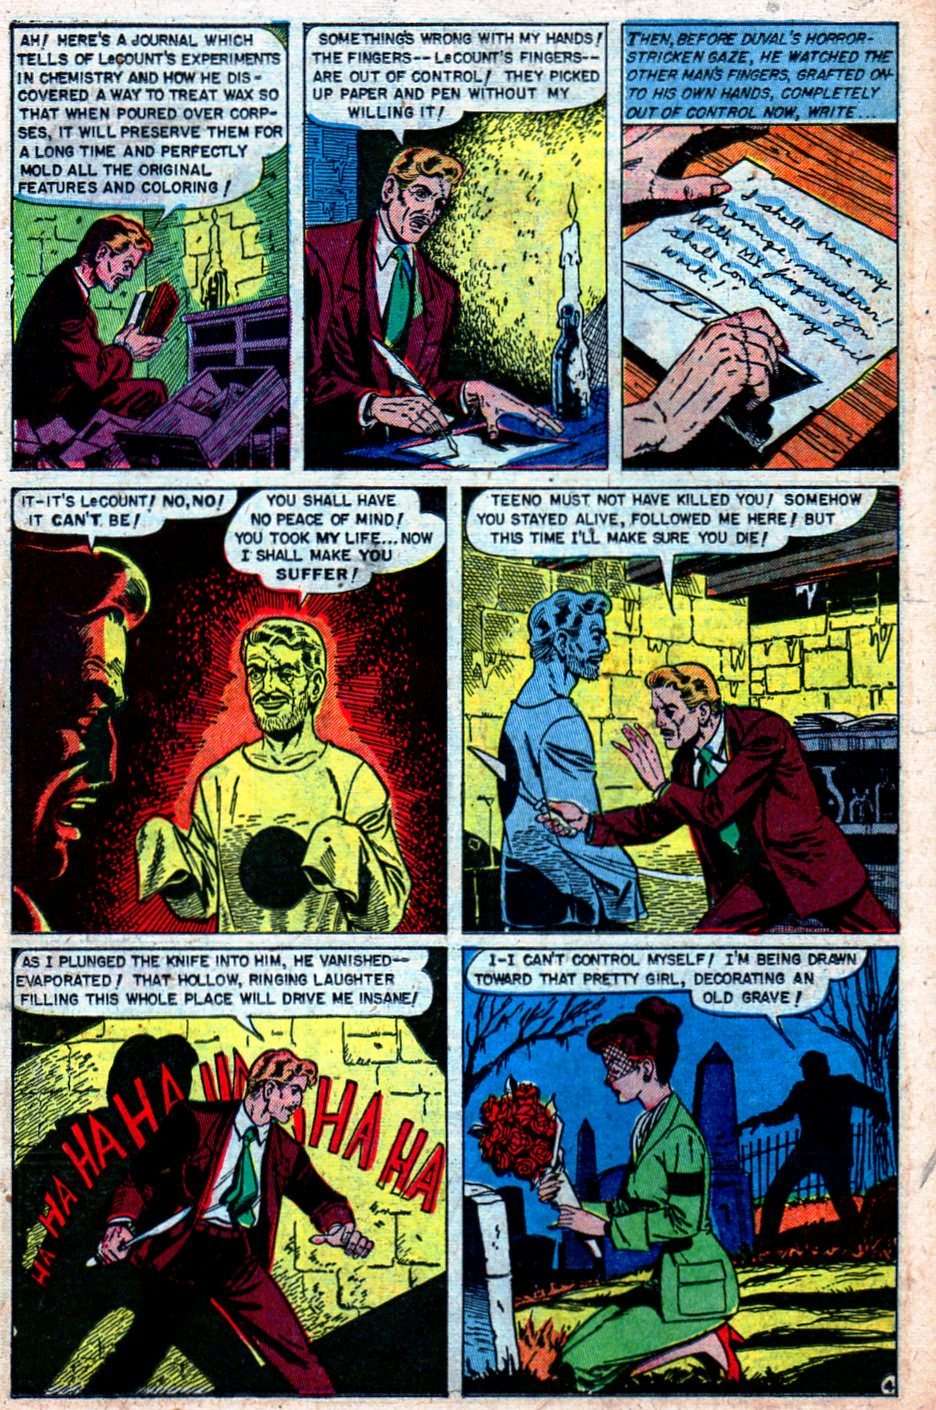 AH! HERE'S A JOURNAL WHICH
TELLS OF LeCOUNT'S EXPERIMENTS
IN CHEMISTRY AND HOW HE DIS-
COVERED A WAY TO TREAT WAX SO
THAT WHEN POURED OVER CORP-
SES, IT WILL PRESERVE THEM FOR
A LONG TIME AND PERFECTLY
MOLD ALL THE ORIGINAL
FEATURES AND COLORING!
SOMETHING'S WRONG WITH MY HANDS!
THE FINGERS--LeCOUNT'S FINGERS--
ARE OUT OF CONTROL! THEY PICKED
UP PAPER AND PEN WITHOUT MY
WILLING IT!
THEN, BEFORE DUVAL'S HORROR-
STRICKEN GAZE, HE WATCHED THE
OTHER MAN'S FINGERS, GRAFTED ON-
TO HIS OWN HANDS, COMPLETELY
OUT OF CONTROL NOW, WRITE...
I shall have my
revenge, murderer!
With MY fingers, you
shall continue my evil
work!
IT-IT'S LeCOUNT! NO, NO!
IT CAN'T BE!
YOU SHALL HAVE
NO PEACE OF MIND!
YOU TOOK MY LIFE...NOW
I SHALL MAKE YOU
SUFFER!
TEENO MUST NOT HAVE KILLED YOU! SOMEHOW
YOU STAYED ALIVE, FOLLOWED ME HERE! BUT
THIS TIME I'LL MAKE SURE YOU DIE!
AS I PLUNGED THE KNIFE INTO HIM, HE VANISHED--
EVAPORATED! THAT HOLLOW, RINGING LAUGHTER
FILLING THIS WHOLE PLACE WILL DRIVE ME INSANE!
HA HA HA HA HA HA HA HA
I-I CAN'T CONTROL MYSELF! I'M BEING DRAWN
TOWARD THAT PRETTY GIRL, DECORATING AN
OLD GRAVE!